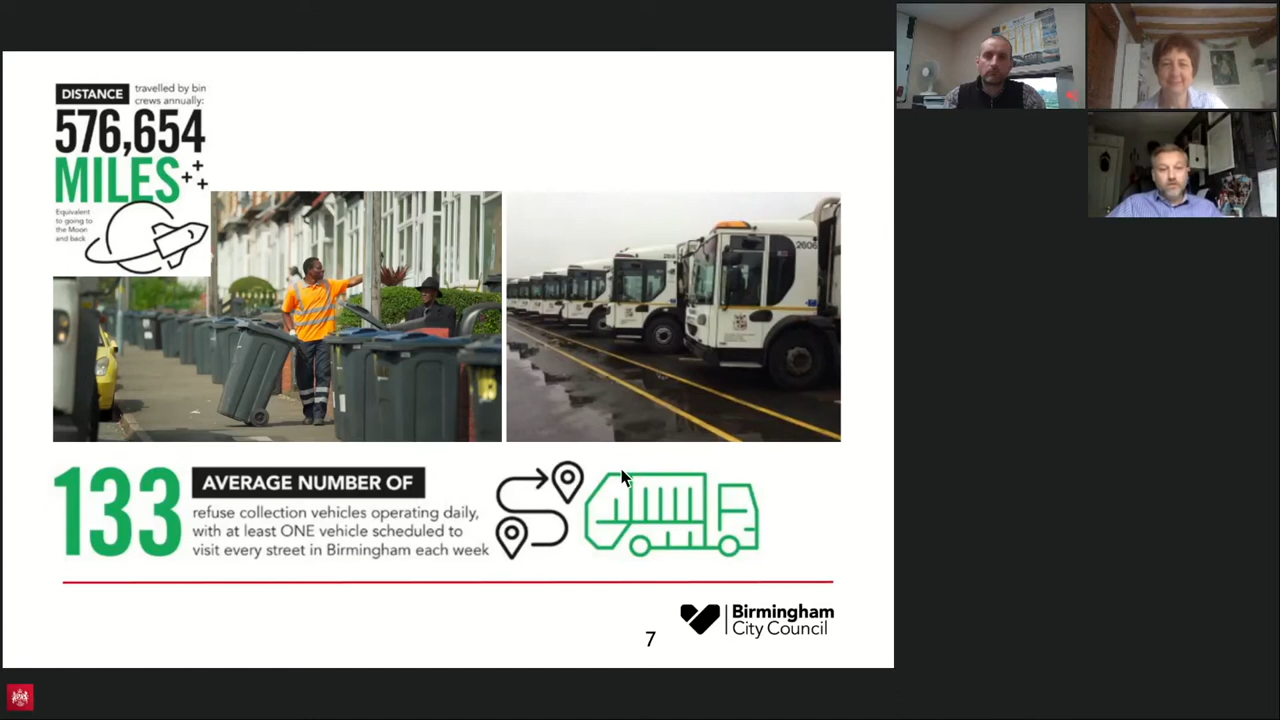 DISTANCE travelled by bin
crews annually:
576,654
MILES
Equivalent
to going to
the Moon
and back
2606
133 AVERAGE NUMBER OF
refuse collection vehicles operating daily,
with at least ONE vehicle scheduled to
visit every street in Birmingham each week
Birmingham
City Council
7